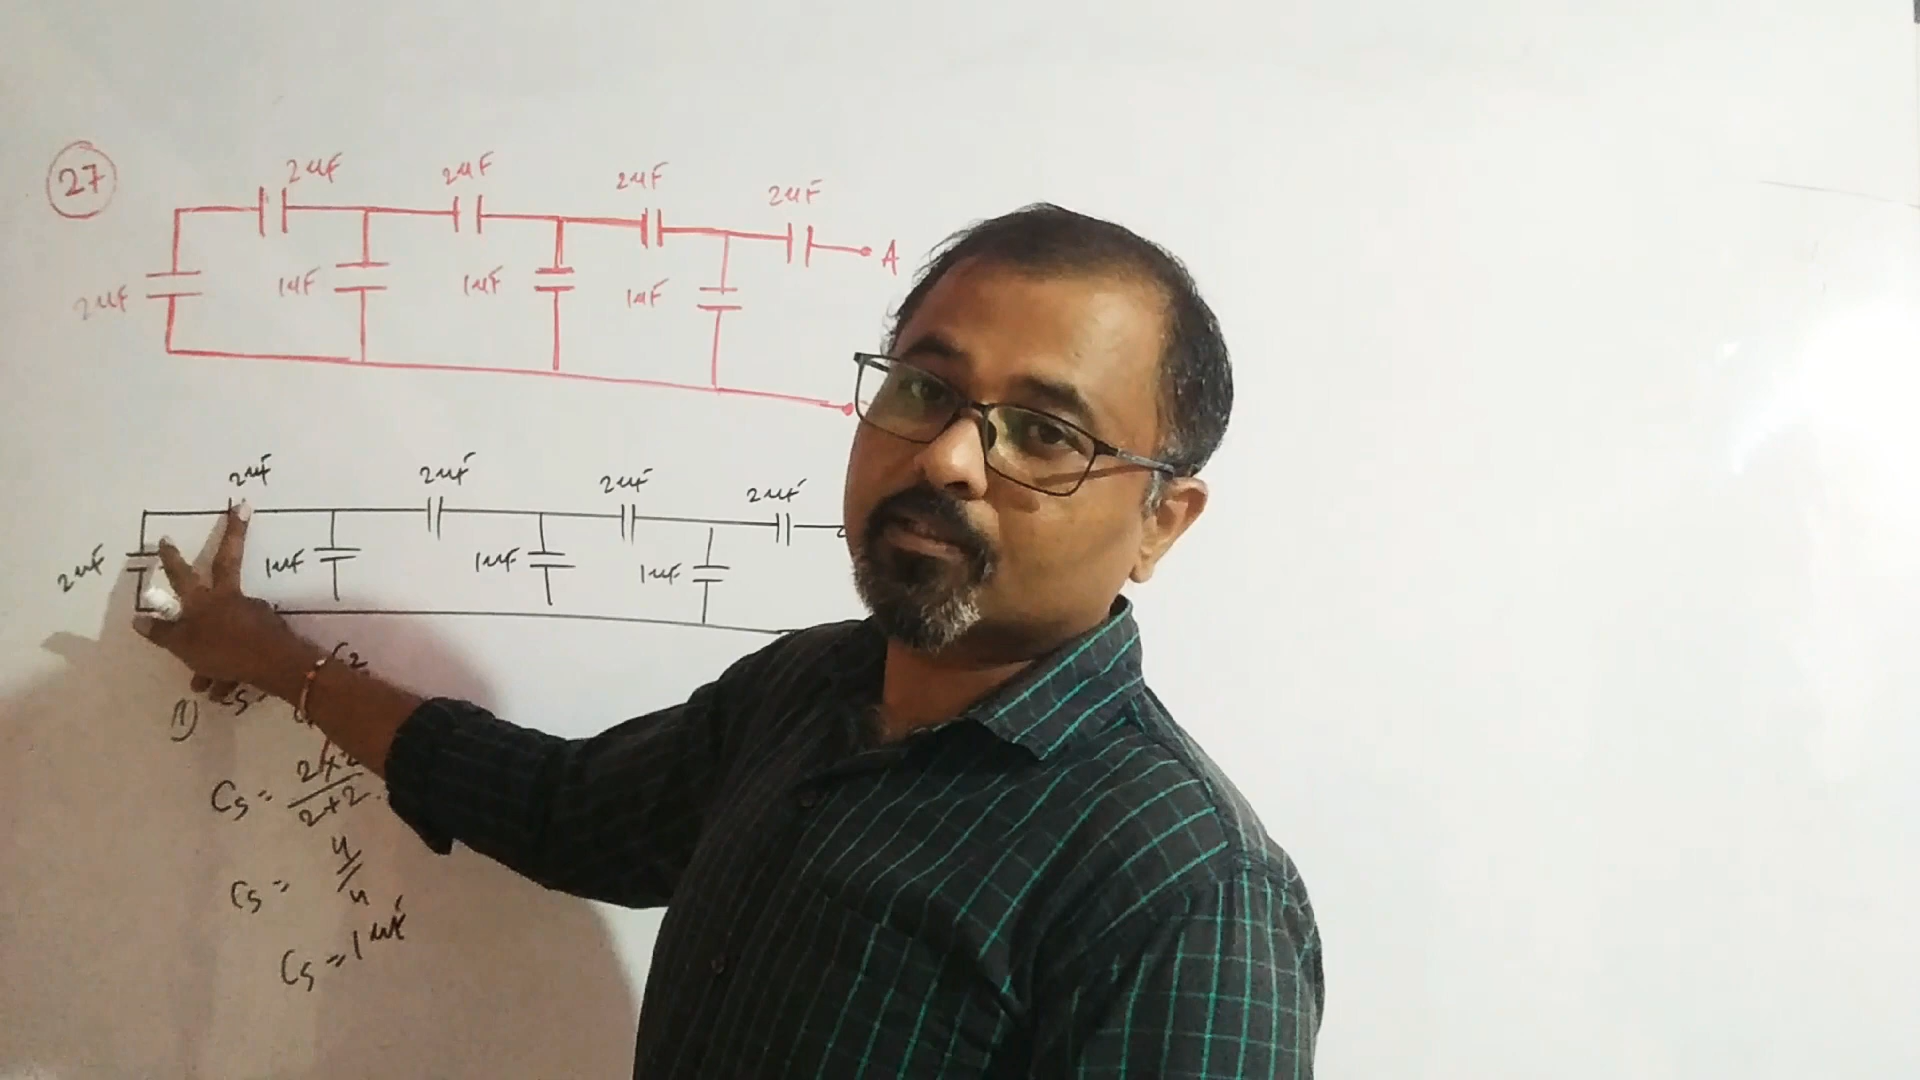 27
2μF 2μF 2μF 2μF
A
2μF 1μF 1μF 1μF
2μF 2μF 2μF 2μF
2μF 1μF 1μF 1μF
(1) Cs =
Cs = 2×2/2+2
Cs = 4/4
Cs = 1μF